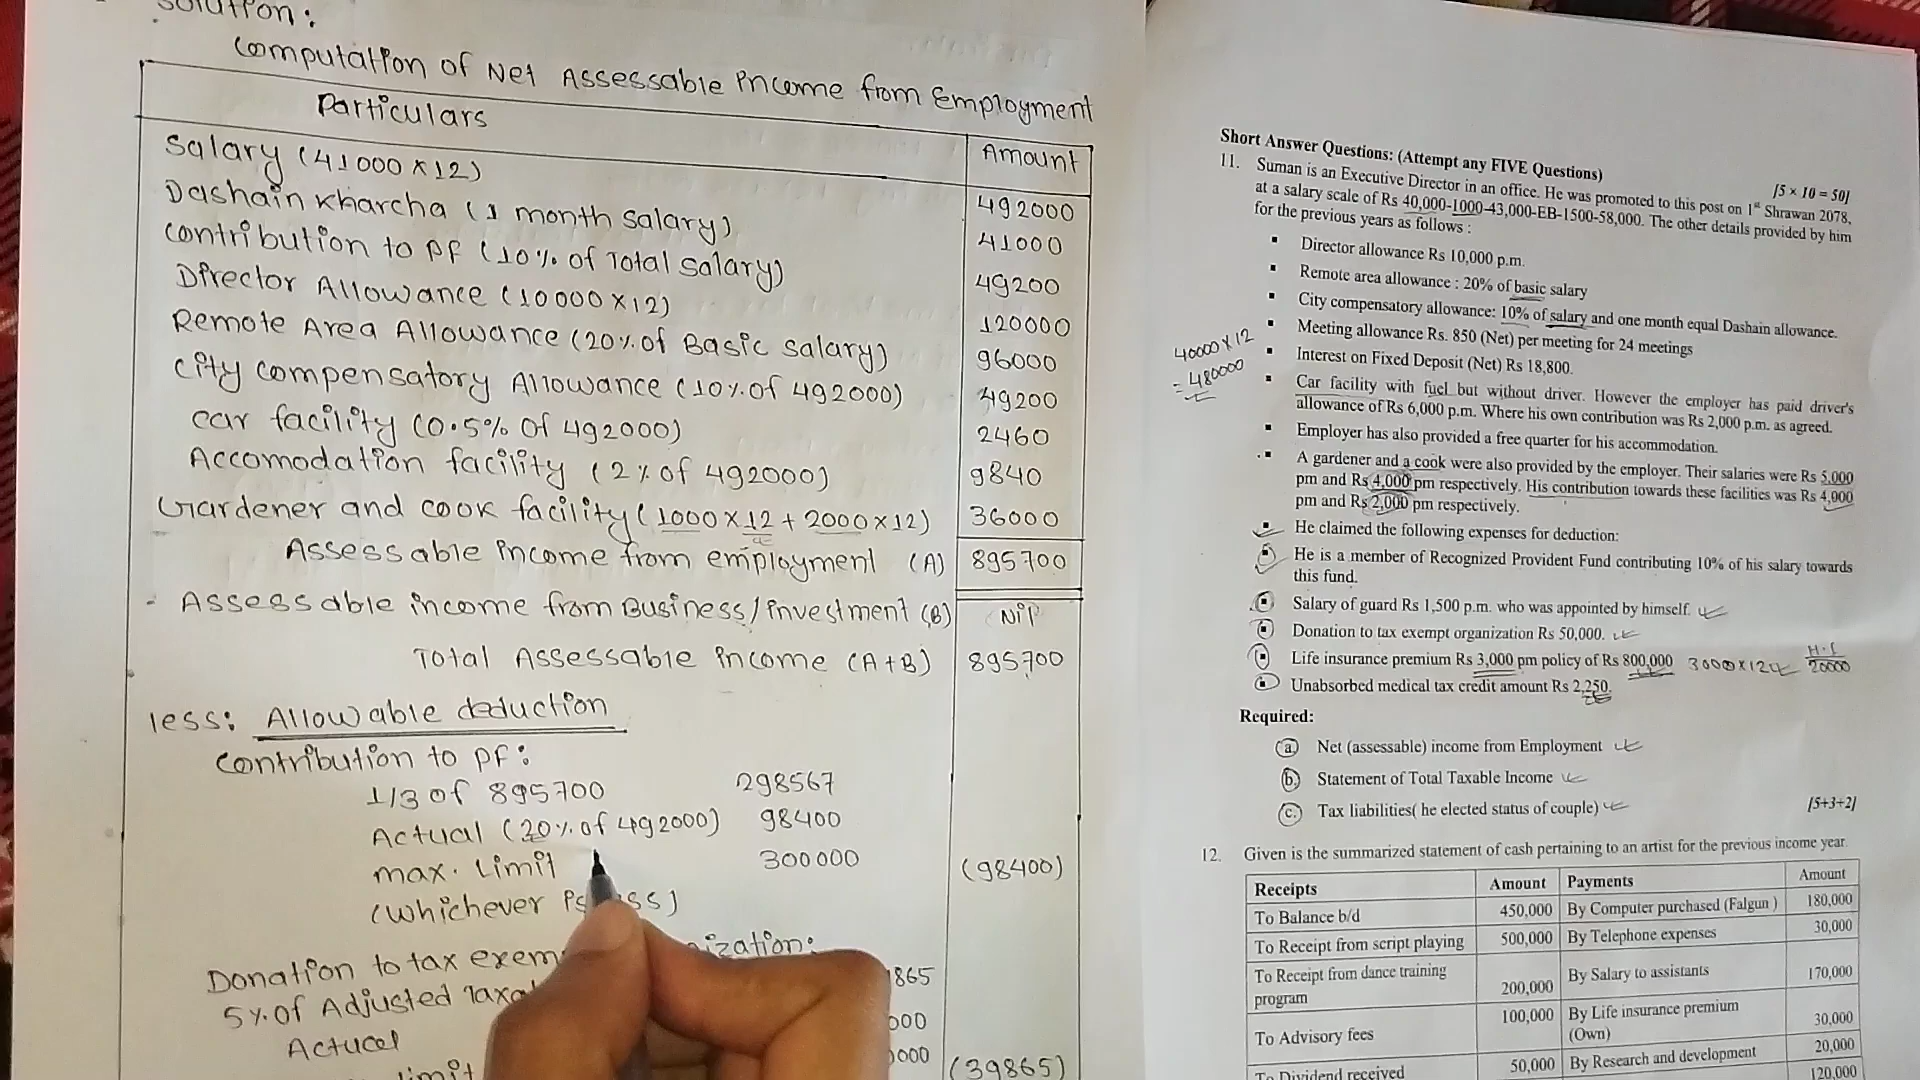 Solution:
Computation of Net Assessable Income from Employment
Particulars
Amount
Salary (41000 × 12)
492000
Dashain kharcha (1 month salary)
41000
Contribution to PF (10% of Total salary)
49200
Director Allowance (10000 × 12)
120000
Remote Area Allowance (20% of Basic salary)
96000
City compensatory Allowance (10% of 492000)
49200
Car facility (0.5% of 492000)
2460
Accomodation facility (2% of 492000)
9840
Gardener and cook facility (1000 × 12 + 2000 × 12)
36000
Assessable income from employment (A)
895700
Assessable income from Business/investment (B)
Nil
Total Assessable income (A+B)
895700
less: Allowable deduction
Contribution to PF:
1/3 of 895700 298567
Actual (20% of 492000) 98400
max. Limit 300000
(98400)
(whichever is
Donation to tax
5% of Adjusted
Actual
limit
(39865)
Short Answer Questions: (Attempt any FIVE Questions)
[5 × 10 = 50]
11. Suman is an Executive Director in an office. He was promoted to this post on 1st Shrawan 2078,
at a salary scale of Rs 40,000-1000-43,000-EB-1500-58,000. The other details provided by him
for the previous years as follows :
▪ Director allowance Rs 10,000 p.m.
▪ Remote area allowance : 20% of basic salary
▪ City compensatory allowance: 10% of salary and one month equal Dashain allowance.
▪ Meeting allowance Rs. 850 (Net) per meeting for 24 meetings
▪ Interest on Fixed Deposit (Net) Rs 18,800.
40000 × 12
= 480000
▪ Car facility with fuel but without driver. However the employer has paid driver's
allowance of Rs 6,000 p.m. Where his own contribution was Rs 2,000 p.m. as agreed.
▪ Employer has also provided a free quarter for his accommodation.
▪ A gardener and a cook were also provided by the employer. Their salaries were Rs 5,000
pm and Rs 4,000 pm respectively. His contribution towards these facilities was Rs 4,000
pm and Rs 2,000 pm respectively.
▪ He claimed the following expenses for deduction:
▪ He is a member of Recognized Provident Fund contributing 10% of his salary towards
this fund.
▪ Salary of guard Rs 1,500 p.m. who was appointed by himself.
▪ Donation to tax exempt organization Rs 50,000.
▪ Life insurance premium Rs 3,000 pm policy of Rs 800,000 3000 × 12 H.I 20000
▪ Unabsorbed medical tax credit amount Rs 2,250.
Required:
(a) Net (assessable) income from Employment
(b) Statement of Total Taxable Income
(c) Tax liabilities( he elected status of couple)
[5+3+2]
12. Given is the summarized statement of cash pertaining to an artist for the previous income year.
Receipts Amount Payments Amount
To Balance b/d 450,000 By Computer purchased (Falgun ) 180,000
To Receipt from script playing 500,000 By Telephone expenses 30,000
To Receipt from dance training program 200,000 By Salary to assistants 170,000
To Advisory fees 100,000 By Life insurance premium (Own) 30,000
To Dividend received 50,000 By Research and development 20,000
120,000